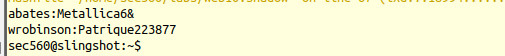 abates:Metallica6&
wrobinson:Patrique223877
sec560@slingshot:~$